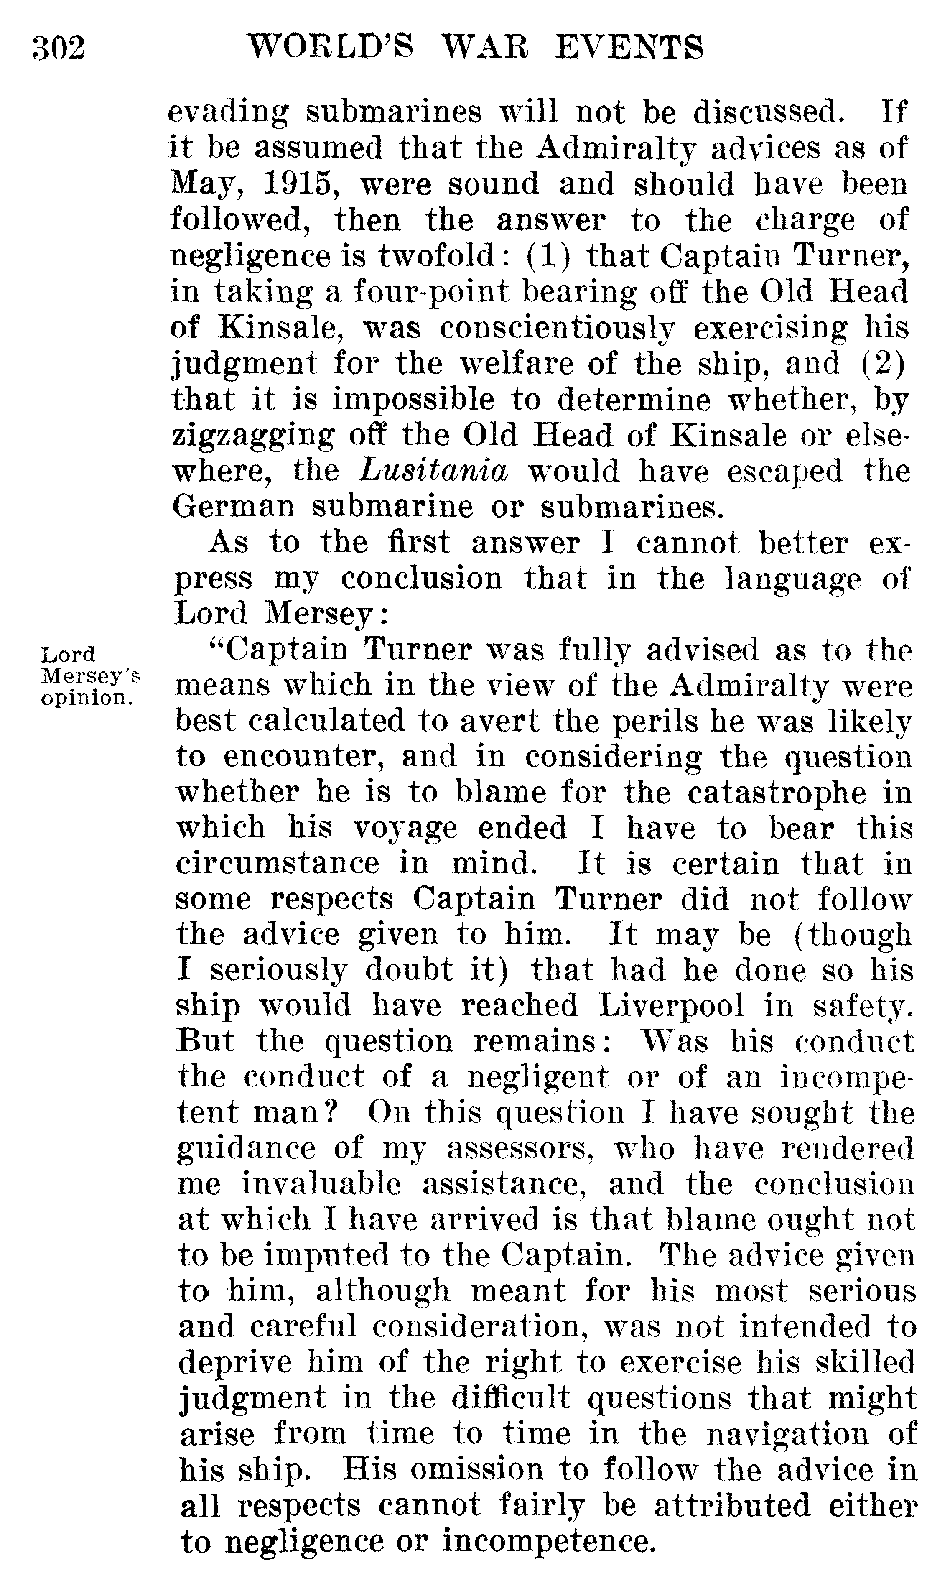 302 WORLD'S WAR EVENTS
evading submarines will not be discussed. If
it be assumed that the Admiralty advices as of
May, 1915, were sound and should have been
followed, then the answer to the charge of
negligence is twofold: (1) that Captain Turner,
in taking a four-point bearing off the Old Head
of Kinsale, was conscientiously exercising his
judgment for the welfare of the ship, and (2)
that it is impossible to determine whether, by
zigzagging off the Old Head of Kinsale or else-
where, the Lusitania would have escaped the
German submarine or submarines.
As to the first answer I cannot better ex-
press my conclusion that in the language of
Lord Mersey:
Lord
Mersey's
opinion.
“Captain Turner was fully advised as to the
means which in the view of the Admiralty were
best calculated to avert the perils he was likely
to encounter, and in considering the question
whether he is to blame for the catastrophe in
which his voyage ended I have to bear this
circumstance in mind. It is certain that in
some respects Captain Turner did not follow
the advice given to him. It may be (though
I seriously doubt it) that had he done so his
ship would have reached Liverpool in safety.
But the question remains: Was his conduct
the conduct of a negligent or of an incompe-
tent man? On this question I have sought the
guidance of my assessors, who have rendered
me invaluable assistance, and the conclusion
at which I have arrived is that blame ought not
to be imputed to the Captain. The advice given
to him, although meant for his most serious
and careful consideration, was not intended to
deprive him of the right to exercise his skilled
judgment in the difficult questions that might
arise from time to time in the navigation of
his ship. His omission to follow the advice in
all respects cannot fairly be attributed either
to negligence or incompetence.